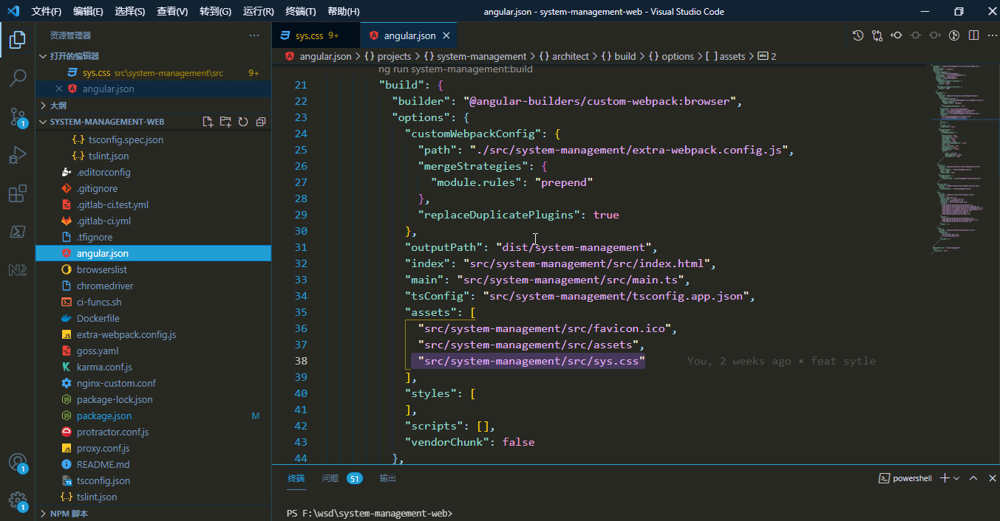 文件(F) 编辑(E) 选择(S) 查看(V) 转到(G) 运行(R) 终端(T) 帮助(H) angular.json - system-management-web - Visual Studio Code
资源管理器
打开的编辑器
sys.css src\system-management\src 9+
angular.json
大纲
SYSTEM-MANAGEMENT-WEB
tsconfig.spec.json
tslint.json
.editorconfig
.gitignore
.gitlab-ci.test.yml
.gitlab-ci.yml
.tfignore
angular.json
browserslist
chromedriver
ci-funcs.sh
Dockerfile
extra-webpack.config.js
goss.yaml
karma.conf.js
nginx-custom.conf
package-lock.json
package.json M
protractor.conf.js
proxy.conf.js
README.md
tsconfig.json
tslint.json
NPM 脚本
1
1
1
sys.css 9+ angular.json
angular.json > {} projects > {} system-management > {} architect > {} build > {} options > [ ] assets > abc 2
ng run system-management:build
21 "build": {
22 "builder": "@angular-builders/custom-webpack:browser",
23 "options": {
24 "customWebpackConfig": {
25 "path": "./src/system-management/extra-webpack.config.js",
26 "mergeStrategies": {
27 "module.rules": "prepend"
28 },
29 "replaceDuplicatePlugins": true
30 },
31 "outputPath": "dist/system-management",
32 "index": "src/system-management/src/index.html",
33 "main": "src/system-management/src/main.ts",
34 "tsConfig": "src/system-management/tsconfig.app.json",
35 "assets": [
36 "src/system-management/src/favicon.ico",
37 "src/system-management/src/assets",
38 "src/system-management/src/sys.css" You, 2 weeks ago • feat sytle
39 ],
40 "styles": [
41 ],
42 "scripts": [],
43 "vendorChunk": false
44 },
终端 问题 51 输出 powershell
PS F:\wsd\system-management-web>